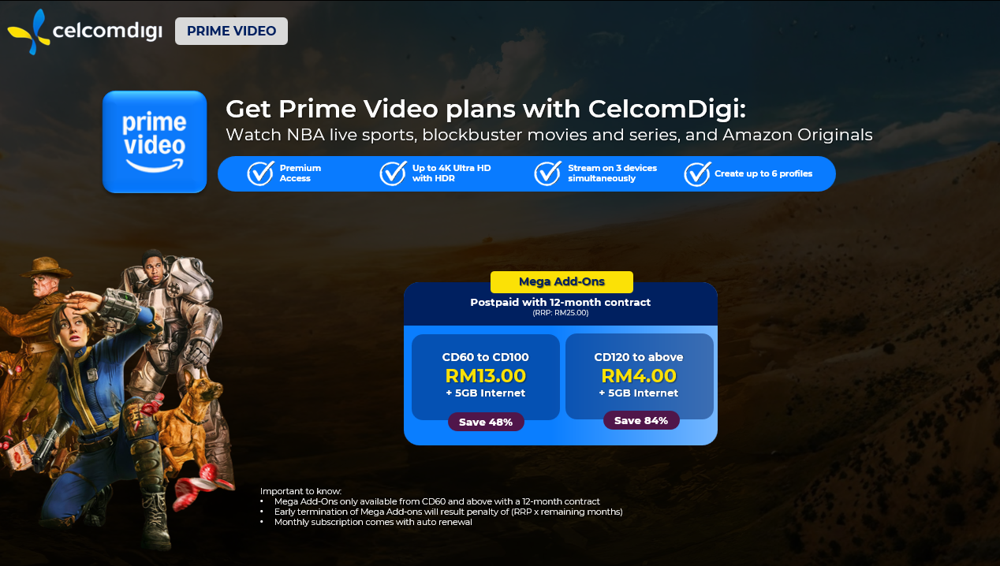 celcomdigi
PRIME VIDEO
prime
video
Get Prime Video plans with CelcomDigi:
Watch NBA live sports, blockbuster movies and series, and Amazon Originals
Premium
Access
Up to 4K Ultra HD
with HDR
Stream on 3 devices
simultaneously
Create up to 6 profiles
Mega Add-Ons
Postpaid with 12-month contract
(RRP: RM25.00)
CD60 to CD100
RM13.00
+ 5GB Internet
Save 48%
CD120 to above
RM4.00
+ 5GB Internet
Save 84%
Important to know:
• Mega Add-Ons only available from CD60 and above with a 12-month contract
• Early termination of Mega Add-ons will result penalty of (RRP x remaining months)
• Monthly subscription comes with auto renewal